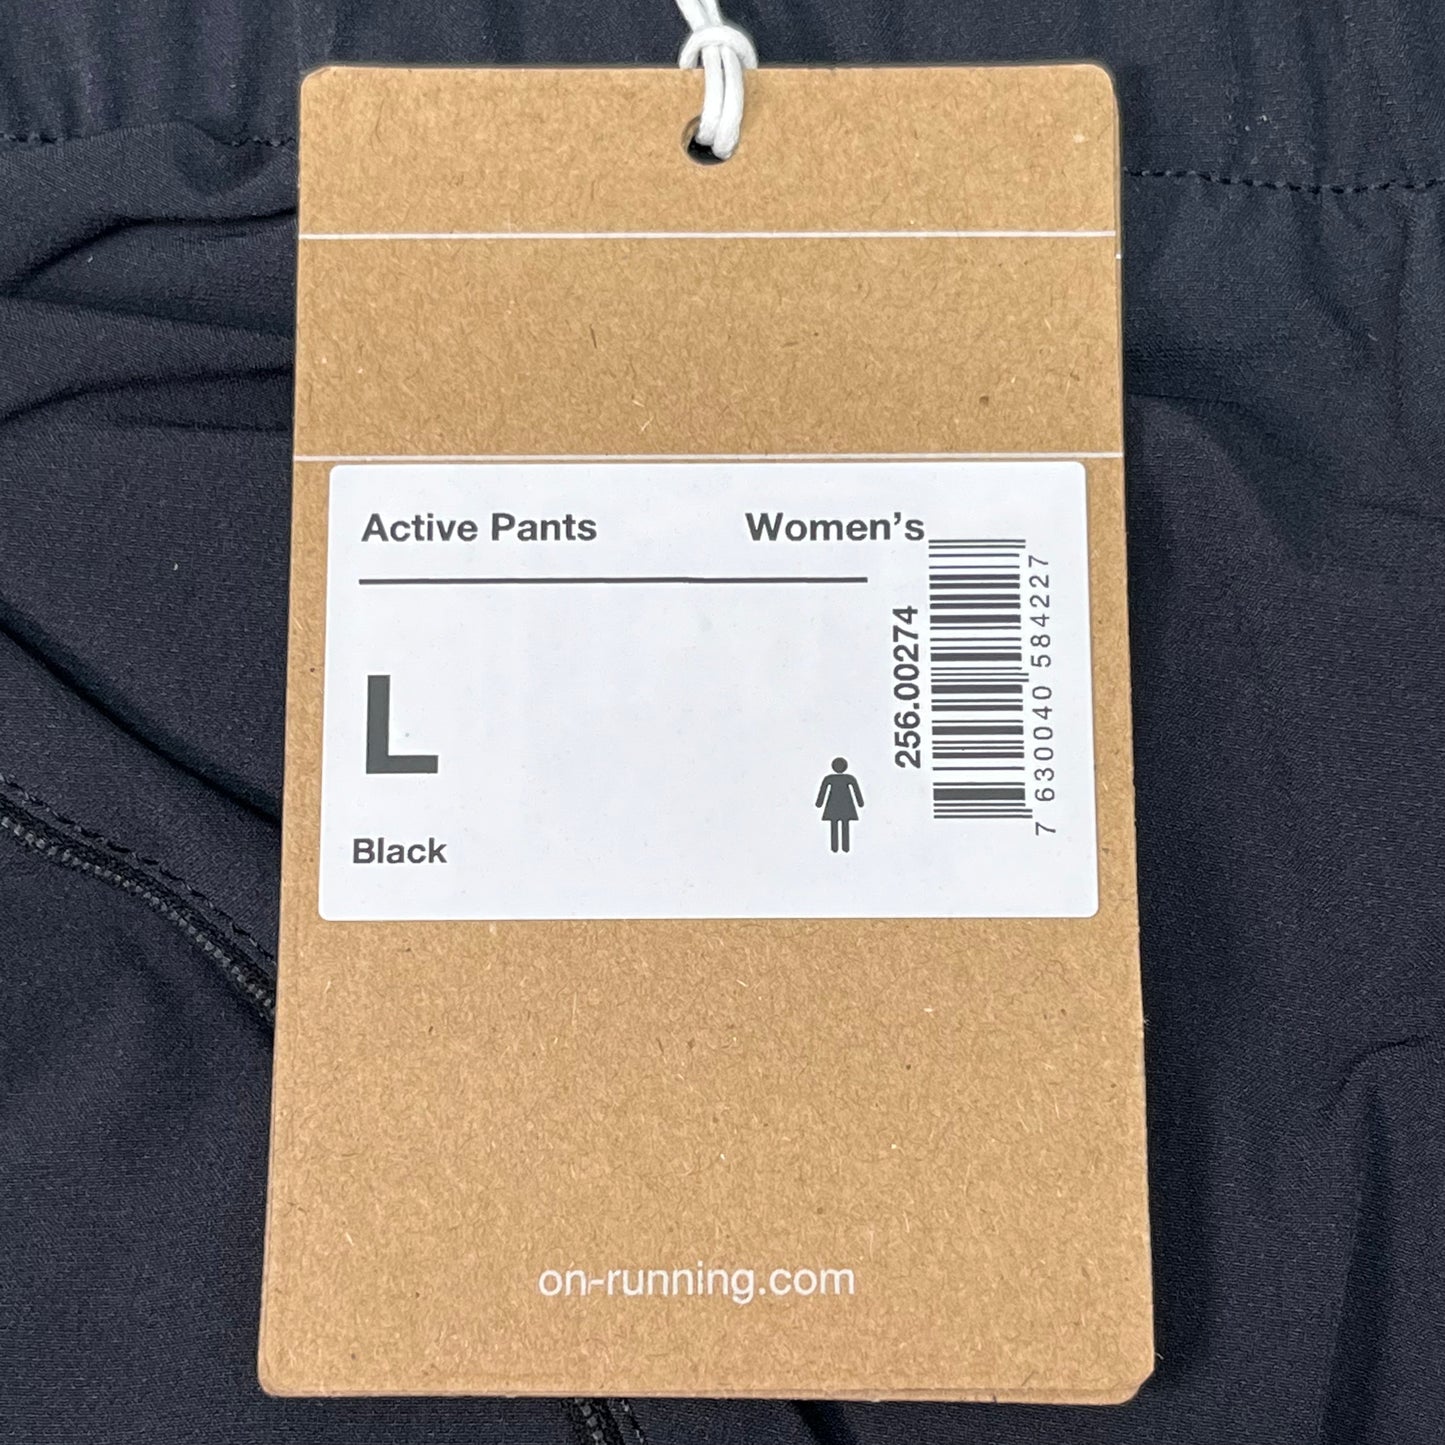 Active Pants Women’s
L
Black
256.00274
7 630040 584227
on-running.com